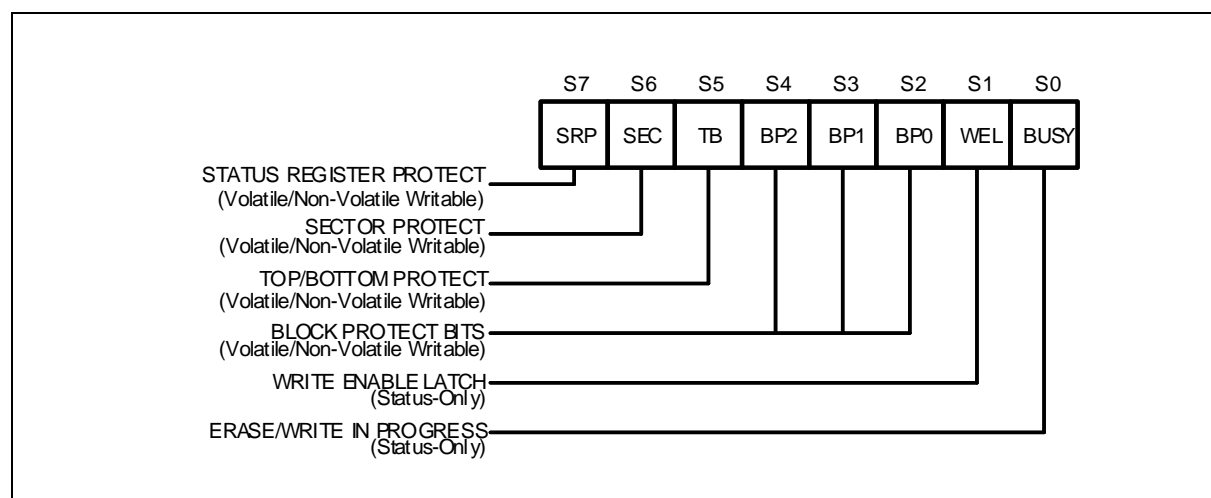 S7 S6 S5 S4 S3 S2 S1 S0
SRP SEC TB BP2 BP1 BP0 WEL BUSY
STATUS REGISTER PROTECT
(Volatile/Non-Volatile Writable)
SECTOR PROTECT
(Volatile/Non-Volatile Writable)
TOP/BOTTOM PROTECT
(Volatile/Non-Volatile Writable)
BLOCK PROTECT BITS
(Volatile/Non-Volatile Writable)
WRITE ENABLE LATCH
(Status-Only)
ERASE/WRITE IN PROGRESS
(Status-Only)